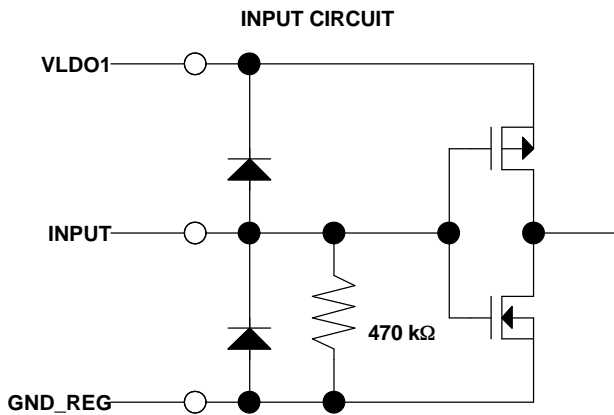 INPUT CIRCUIT
VLDO1
INPUT
470 kΩ
GND_REG